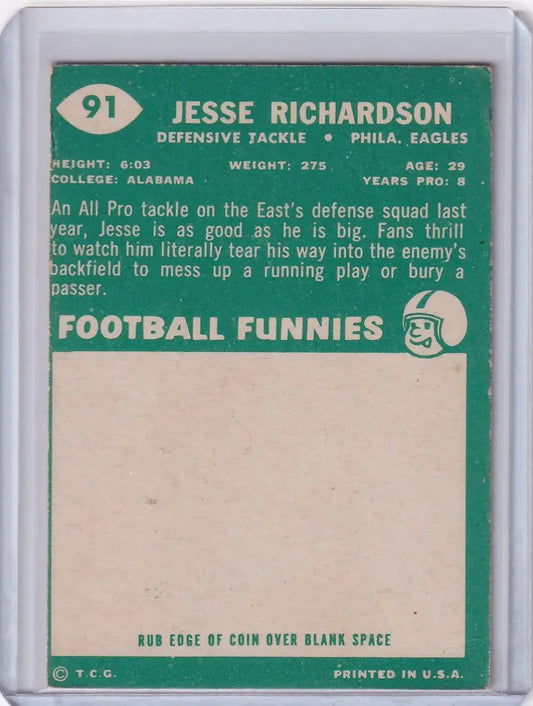 91
JESSE RICHARDSON
DEFENSIVE TACKLE • PHILA. EAGLES
HEIGHT: 6:03 WEIGHT: 275 AGE: 29
COLLEGE: ALABAMA YEARS PRO: 8
An All Pro tackle on the East's defense squad last
year, Jesse is as good as he is big. Fans thrill
to watch him literally tear his way into the enemy's
backfield to mess up a running play or bury a
passer.
FOOTBALL FUNNIES
RUB EDGE OF COIN OVER BLANK SPACE
© T.C.G. PRINTED IN U.S.A.